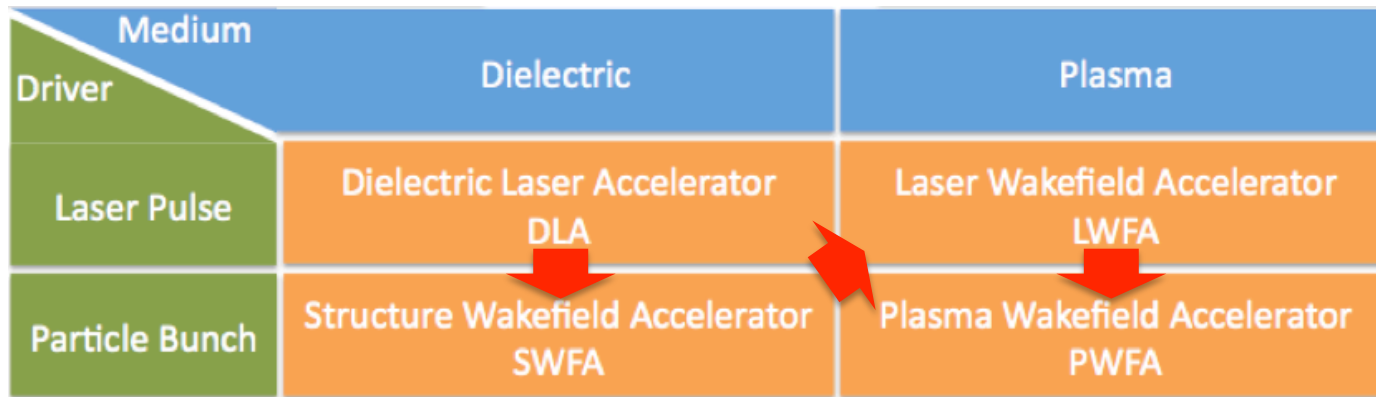 Medium
Driver
Dielectric
Plasma
Laser Pulse
Dielectric Laser Accelerator
DLA
Laser Wakefield Accelerator
LWFA
Particle Bunch
Structure Wakefield Accelerator
SWFA
Plasma Wakefield Accelerator
PWFA